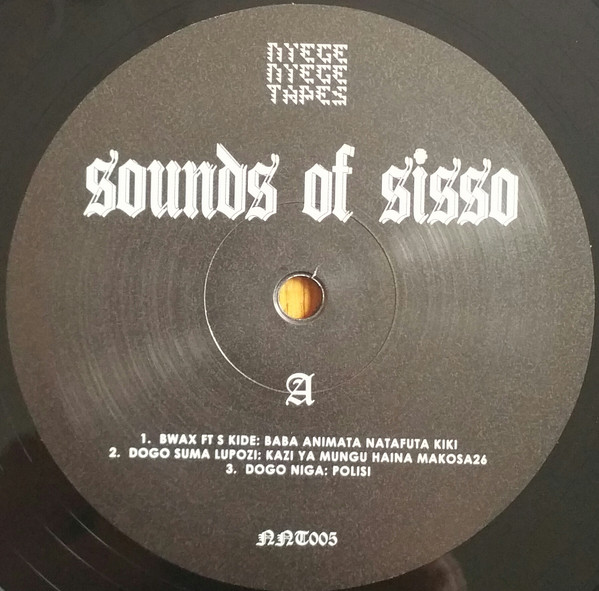 NYEGE
NYEGE
TAPES
sounds of sisso
A
1. BWAX FT S KIDE: BABA ANIMATA NATAFUTA KIKI
2. DOGO SUMA LUPOZI: KAZI YA MUNGU HAINA MAKOSA26
3. DOGO NIGA: POLISI
NNT005